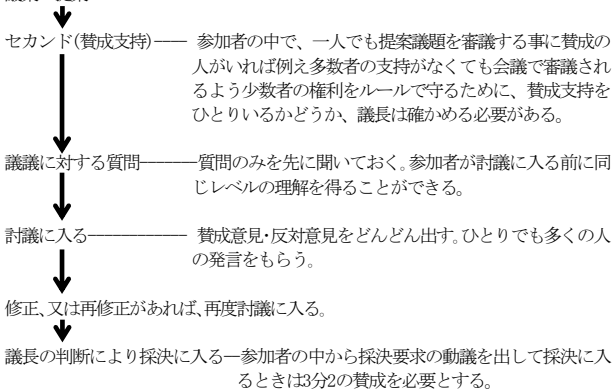 セカンド(賛成支持)―― 参加者の中で、一人でも提案議題を審議する事に賛成の
人がいれば例え多数者の支持がなくても会議で審議され
るよう少数者の権利をルールで守るために、賛成支持を
ひとりいるかどうか、議長は確かめる必要がある。
議議に対する質問―――――質問のみを先に聞いておく。参加者が討議に入る前に同
じレベルの理解を得ることができる。
討議に入る―――――――― 賛成意見・反対意見をどんどん出す。ひとりでも多くの人
の発言をもらう。
修正、又は再修正があれば、再度討議に入る。
議長の判断により採決に入る―参加者の中から採決要求の動議を出して採決に入
るときは3分2の賛成を必要とする。